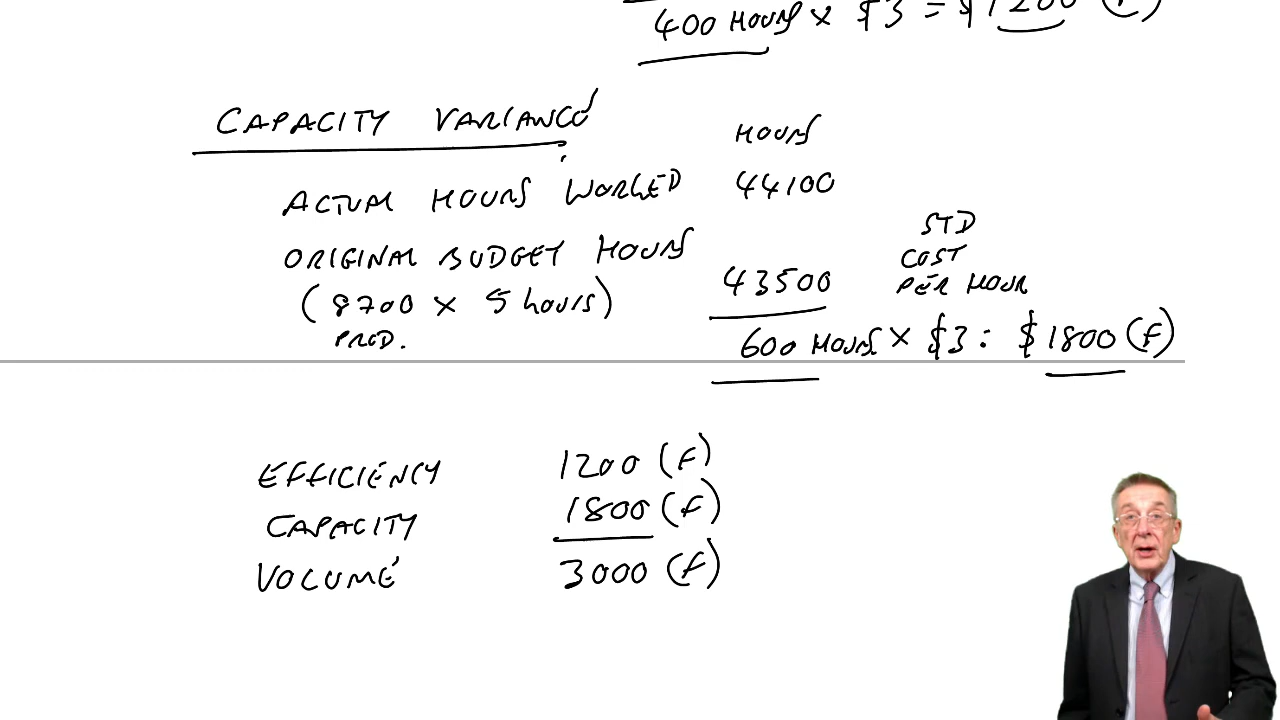 400 HOURS × $3 = $1200 (F)
CAPACITY VARIANCE
HOURS
ACTUAL HOURS WORKED 44100
ORIGINAL BUDGET HOURS
(8700 × 5 hours) 43500
PROD.
STD
COST
PER HOUR
600 HOURS × $3 : $1800 (F)
EFFICIENCY 1200 (F)
CAPACITY 1800 (F)
VOLUME 3000 (F)